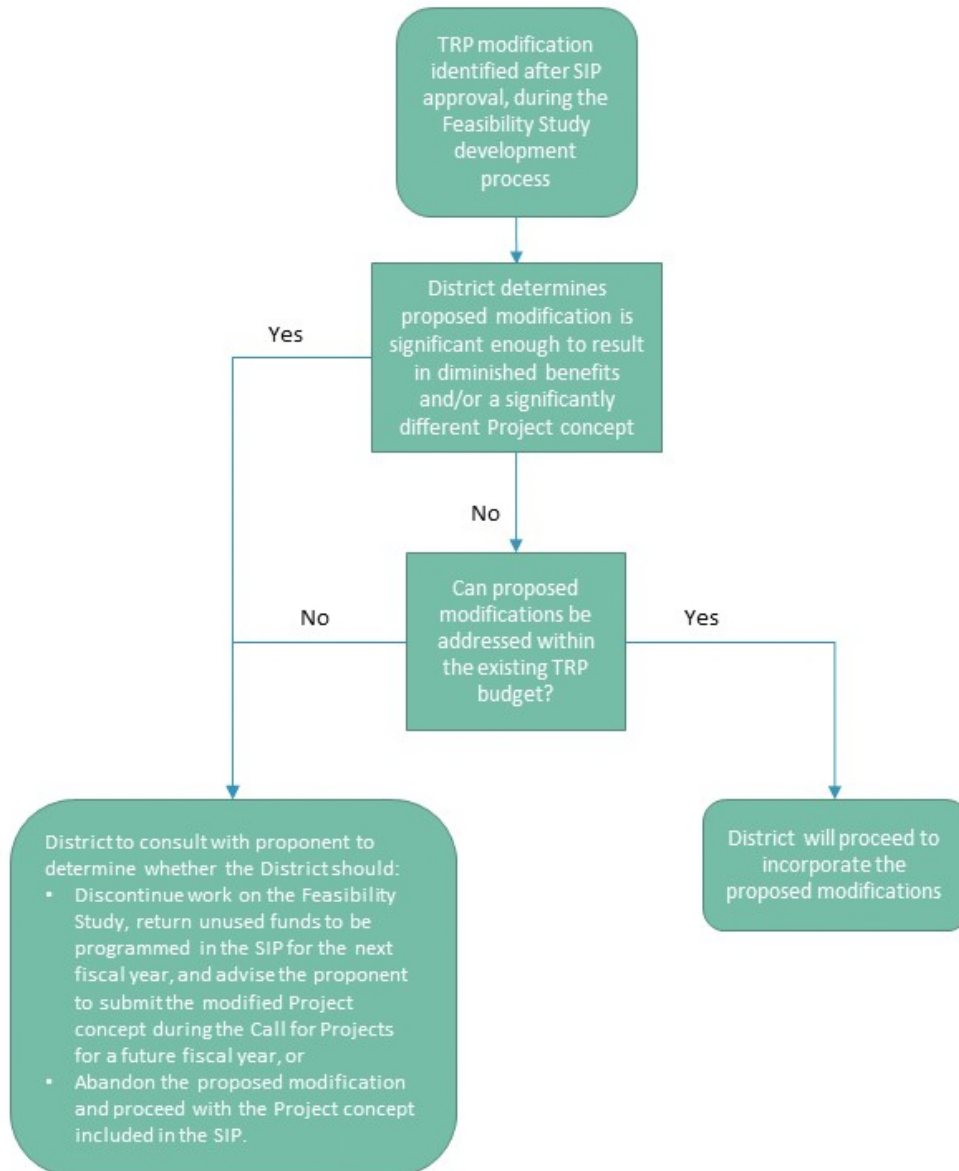 TRP modification
identified after SIP
approval, during the
Feasibility Study
development
process
District determines
proposed modification is
significant enough to result
in diminished benefits
and/or a significantly
different Project concept
Yes
No
Can proposed
modifications be
addressed within
the existing TRP
budget?
No
Yes
District to consult with proponent to
determine whether the District should:
• Discontinue work on the Feasibility
Study, return unused funds to be
programmed in the SIP for the next
fiscal year, and advise the proponent
to submit the modified Project
concept during the Call for Projects
for a future fiscal year, or
• Abandon the proposed modification
and proceed with the Project concept
included in the SIP.
District will proceed to
incorporate the
proposed modifications